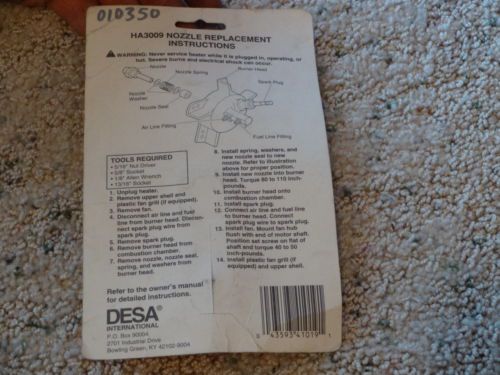 010350
HA3009 NOZZLE REPLACEMENT
INSTRUCTIONS
WARNING: Never service heater while it is plugged in, operating, or
hot. Severe burns and electrical shock can occur.
Nozzle
Nozzle Spring
Burner Head
Spark Plug
Nozzle
Washer
Nozzle Seal
Air Line Fitting
Fuel Line Fitting
TOOLS REQUIRED
• 5/16" Nut Driver
• 5/8" Socket
• 1/8" Allen Wrench
• 13/16" Socket
1. Unplug heater.
2. Remove upper shell and
plastic fan grill (if equipped).
3. Remove fan.
4. Disconnect air line and fuel
line from burner head. Discon-
nect spark plug wire from
spark plug.
5. Remove spark plug.
6. Remove burner head from
combustion chamber.
7. Remove nozzle, nozzle seal,
spring, and washers from
burner head.
8. Install spring, washers, and
new nozzle seal to new
nozzle. Refer to illustration
above for proper position.
9. Install new nozzle into burner
head. Torque 80 to 110 inch-
pounds.
10. Install burner head onto
combustion chamber.
11. Install spark plug.
12. Connect air line and fuel line
to burner head. Connect
spark plug wire to spark plug.
13. Install fan. Mount fan hub
flush with end of motor shaft.
Position set screw on flat of
shaft and torque 40 to 50
inch-pounds.
14. Install plastic fan grill (if
equipped) and upper shell.
Refer to the owner's manual
for detailed instructions.
DESA™
INTERNATIONAL
P.O. Box 90004
2701 Industrial Drive
Bowling Green, KY 42102-9004
0 43593 41019 1